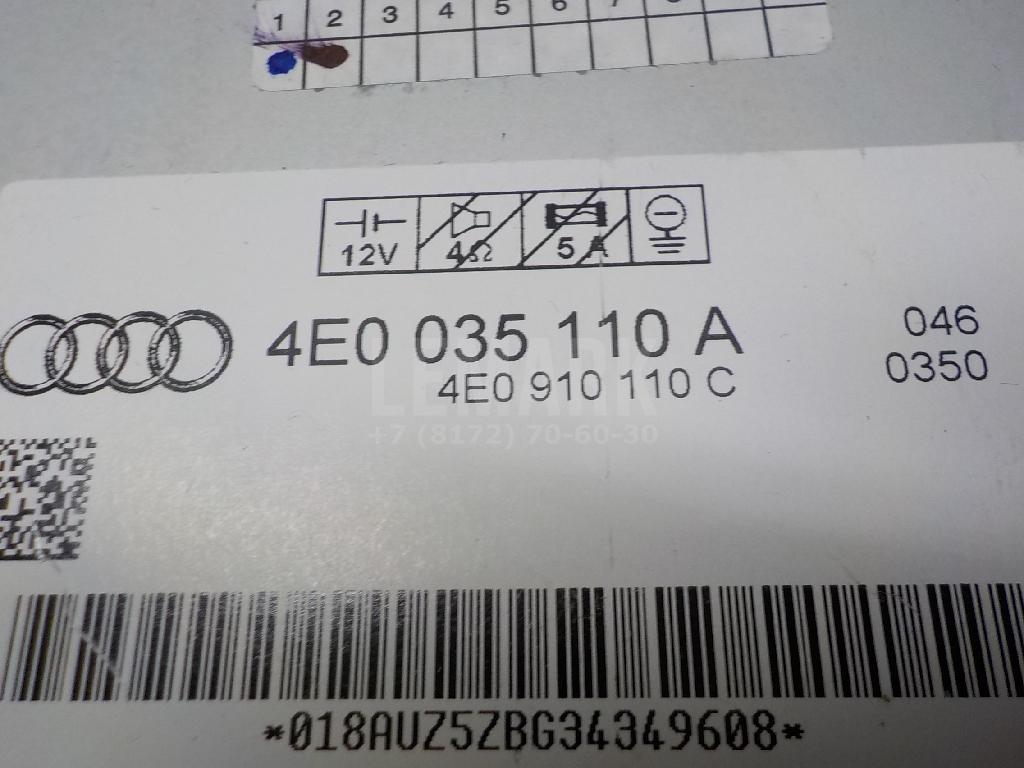 1 2 3 4 5 6
12V 4Ω 5 A
4E0 035 110 A 046
4E0 910 110 C 0350
LEMARK
+7 (8172) 70-60-30
*018AUZ5ZBG34349608*